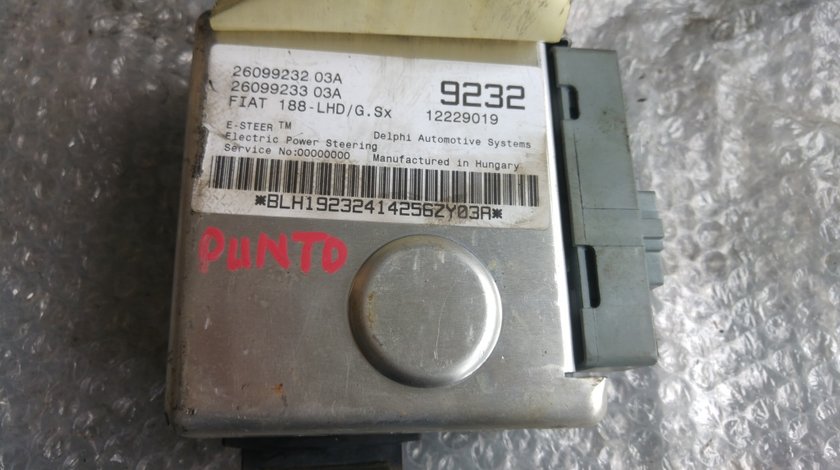 26099232 03A
26099233 03A
9232
FIAT 188-LHD/G.Sx 12229019
E-STEER ™ Delphi Automotive Systems
Electric Power Steering
Service No:00000000 Manufactured in Hungary
*BLH192324142562Y03A*
PUNTO